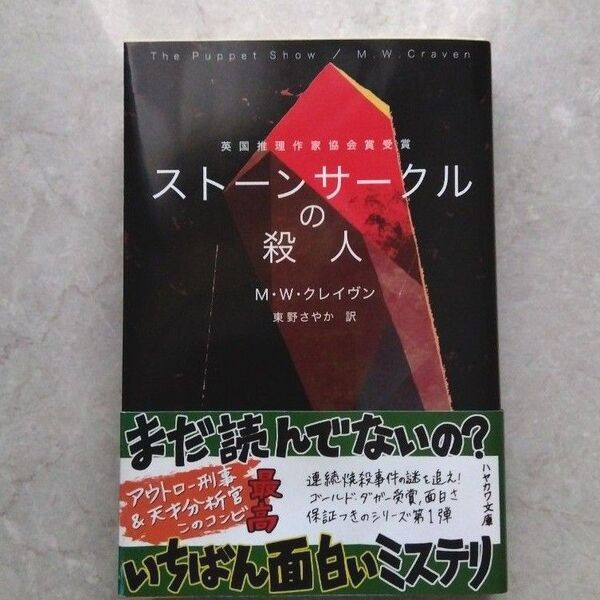 The Puppet Show / M.W.Craven
英国推理作家協会賞受賞
ストーンサークル
の
殺人
M・W・クレイヴン
東野さやか 訳
まだ読んでないの?
アウトロー刑事
&天才分析官
このコンビ
最高
連続焼殺事件の謎を追え!
ゴールド・ダガー受賞、面白さ
保証つきのシリーズ第1弾
ハヤカワ文庫
いちばん面白いミステリ